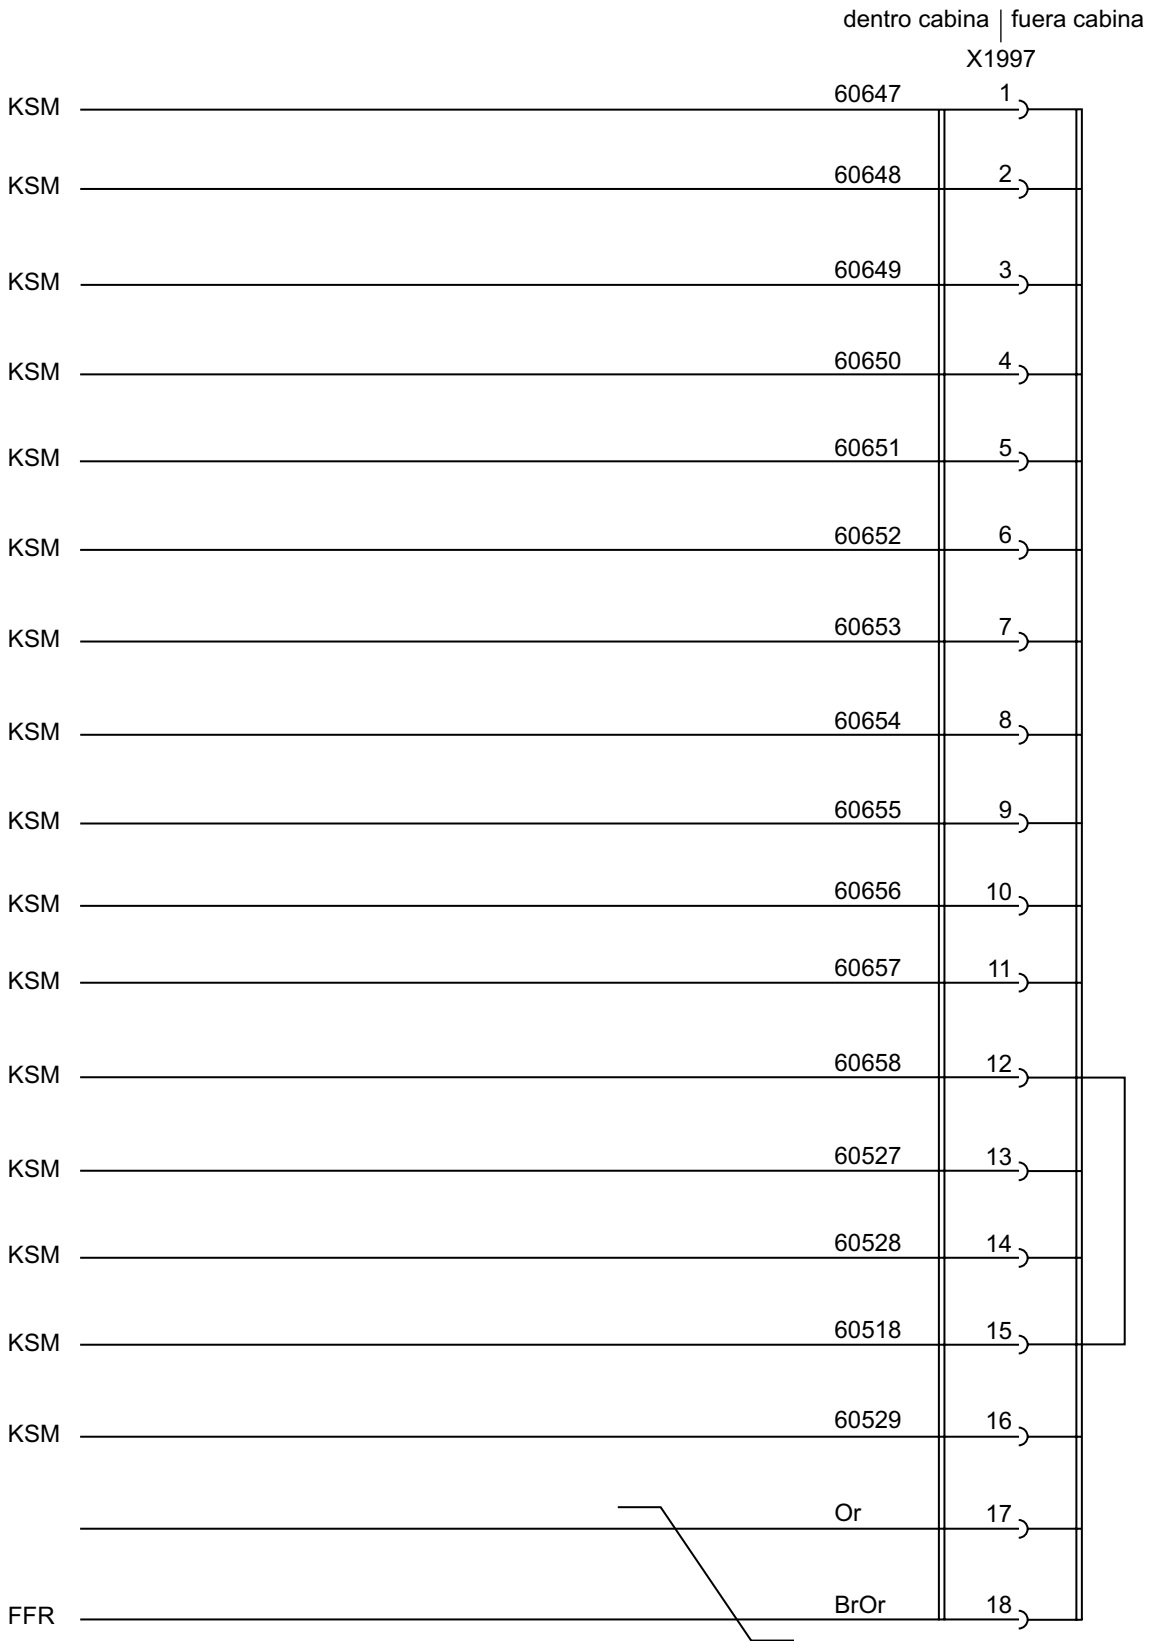 dentro cabina | fuera cabina
X1997
KSM 60647 1
KSM 60648 2
KSM 60649 3
KSM 60650 4
KSM 60651 5
KSM 60652 6
KSM 60653 7
KSM 60654 8
KSM 60655 9
KSM 60656 10
KSM 60657 11
KSM 60658 12
KSM 60527 13
KSM 60528 14
KSM 60518 15
KSM 60529 16
Or 17
FFR BrOr 18